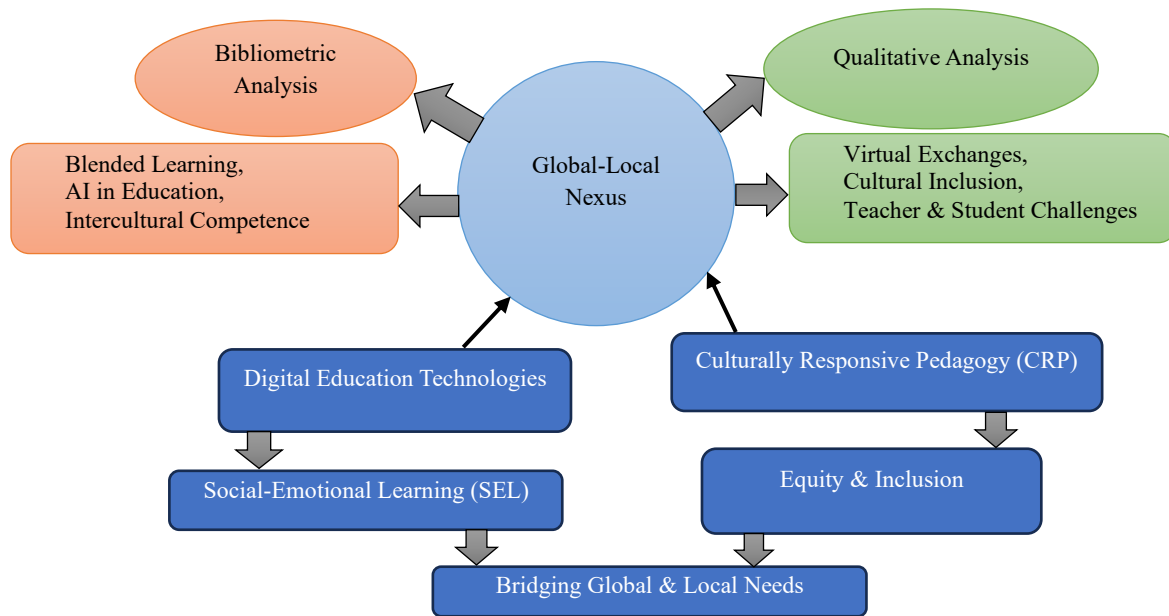 Bibliometric
Analysis
Qualitative Analysis
Global-Local
Nexus
Blended Learning,
AI in Education,
Intercultural Competence
Virtual Exchanges,
Cultural Inclusion,
Teacher & Student Challenges
Digital Education Technologies
Culturally Responsive Pedagogy (CRP)
Social-Emotional Learning (SEL)
Equity & Inclusion
Bridging Global & Local Needs